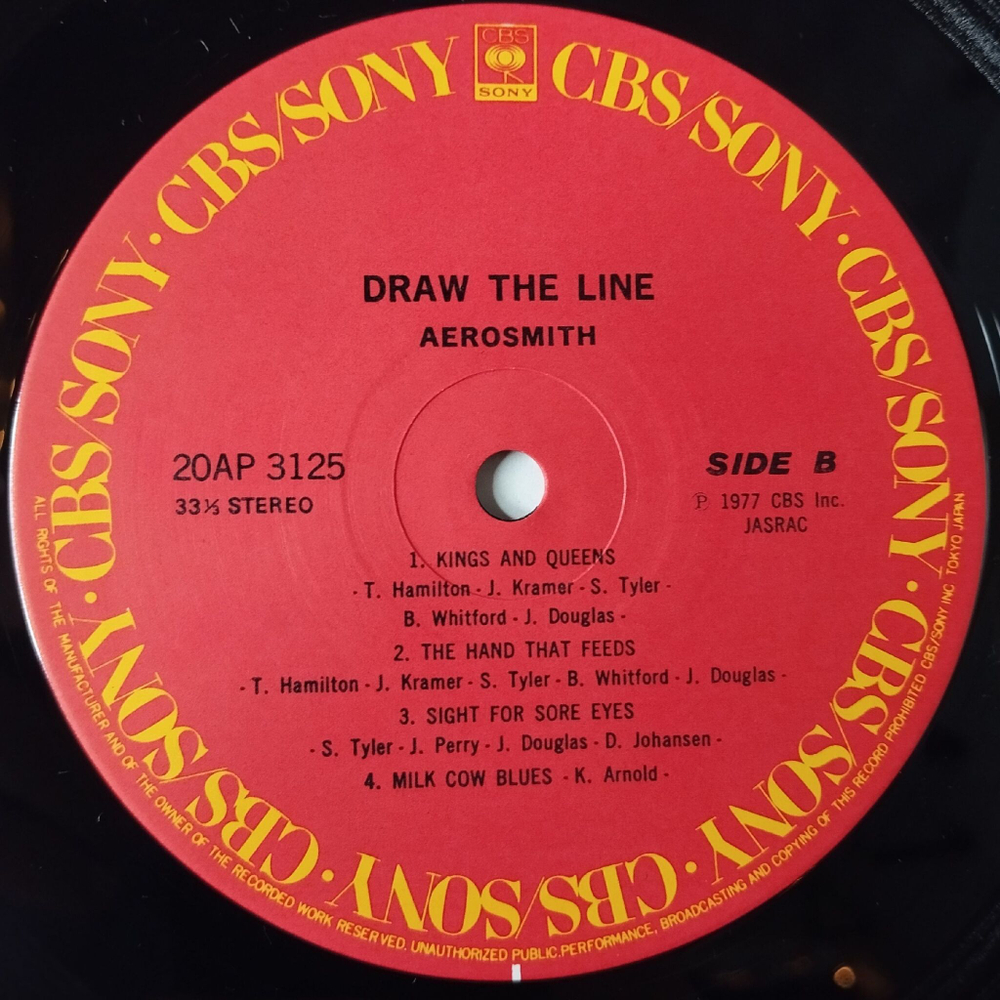 CBS
SONY
CBS/SONY · CBS/SONY · CBS/SONY · CBS/SONY · CBS/SONY · CBS/SONY · CBS/SONY · CBS/SONY
DRAW THE LINE
AEROSMITH
20AP 3125
33⅓ STEREO
SIDE B
Ⓟ 1977 CBS Inc.
JASRAC
1. KINGS AND QUEENS
- T. Hamilton - J. Kramer - S. Tyler -
B. Whitford - J. Douglas -
2. THE HAND THAT FEEDS
- T. Hamilton - J. Kramer - S. Tyler - B. Whitford - J. Douglas -
3. SIGHT FOR SORE EYES
- S. Tyler - J. Perry - J. Douglas - D. Johansen -
4. MILK COW BLUES - K. Arnold -
ALL RIGHTS OF THE MANUFACTURER AND OF THE OWNER OF THE RECORDED WORK RESERVED. UNAUTHORIZED PUBLIC.PERFORMANCE, BROADCASTING AND COPYING OF THIS RECORD PROHIBITED CBS/SONY INC TOKYO JAPAN